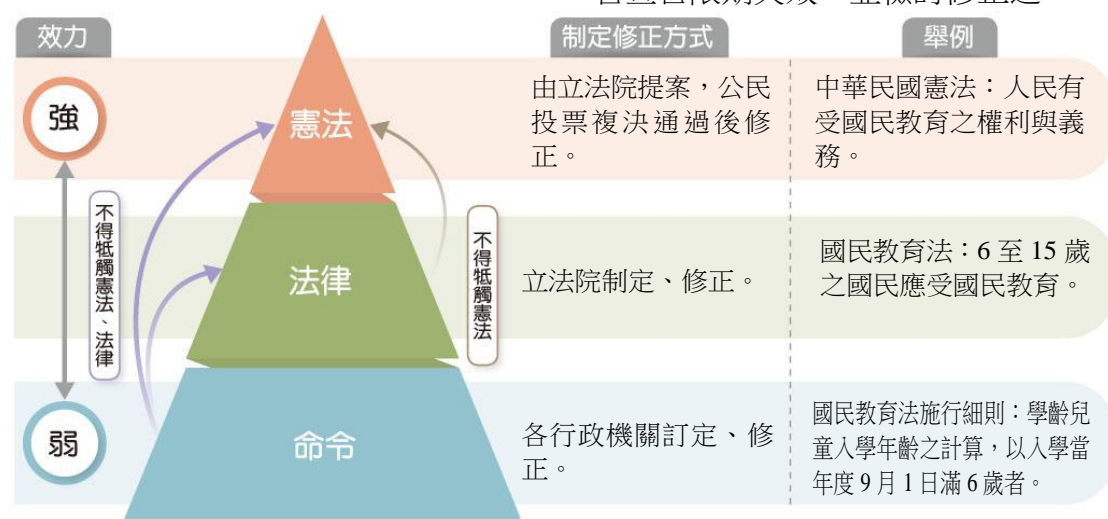 效力
制定修正方式
舉例
強
憲法
由立法院提案，公民
投票複決通過後修
正。
中華民國憲法：人民有
受國民教育之權利與義
務。
不得牴觸憲法、法律
不得牴觸憲法
法律
立法院制定、修正。
國民教育法：6 至 15 歲
之國民應受國民教育。
弱
命令
各行政機關訂定、修
正。
國民教育法施行細則：學齡兒
童入學年齡之計算，以入學當
年度 9 月 1 日滿 6 歲者。